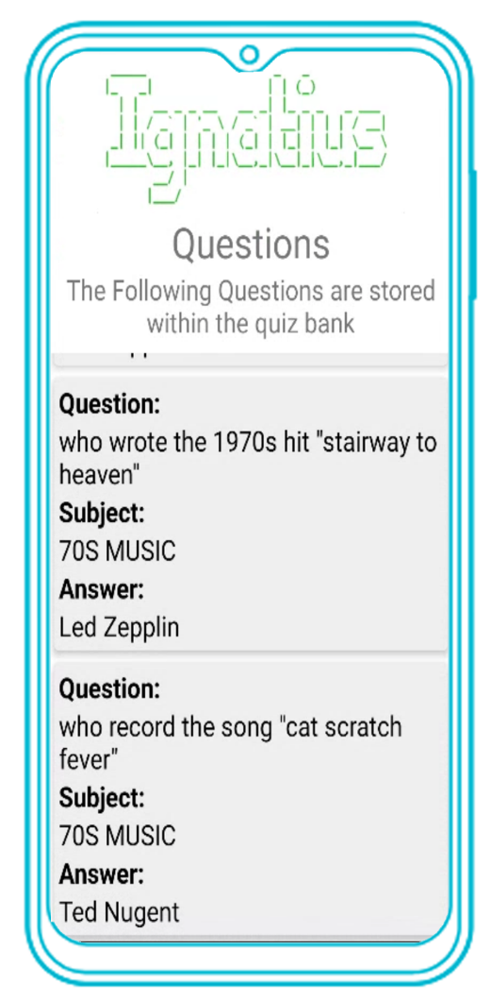 Ignatius
Questions
The Following Questions are stored
within the quiz bank
Question:
who wrote the 1970s hit "stairway to
heaven"
Subject:
70S MUSIC
Answer:
Led Zepplin
Question:
who record the song "cat scratch
fever"
Subject:
70S MUSIC
Answer:
Ted Nugent